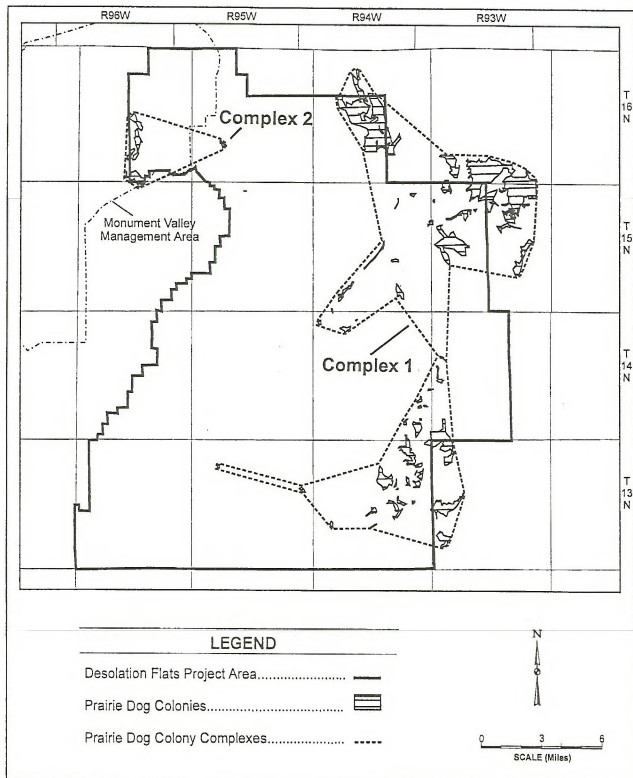 R96W R95W R94W R93W
T 16 N
Complex 2
Monument Valley
Management Area
T 15 N
Complex 1
T 14 N
T 13 N
LEGEND
Desolation Flats Project Area
Prairie Dog Colonies
Prairie Dog Colony Complexes
N
0 3 6
SCALE (Miles)